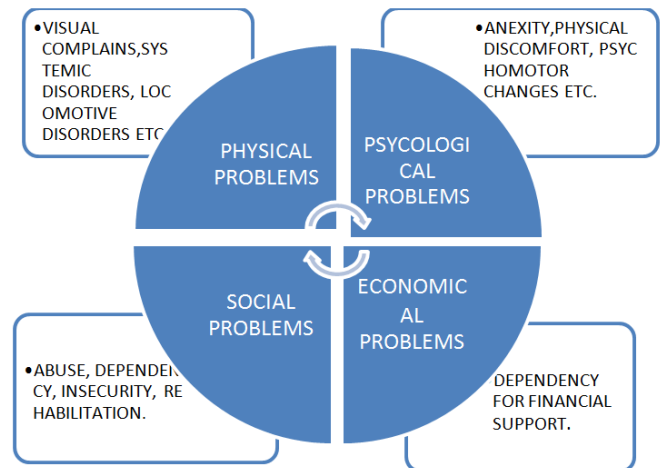 •VISUAL
COMPLAINS,SYS
TEMIC
DISORDERS, LOC
OMOTIVE
DISORDERS ETC
•ANEXITY,PHYSICAL
DISCOMFORT, PSYC
HOMOTOR
CHANGES ETC.
PHYSICAL
PROBLEMS
PSYCOLOGI
CAL
PROBLEMS
SOCIAL
PROBLEMS
ECONOMIC
AL
PROBLEMS
•ABUSE, DEPENDEN
CY, INSECURITY, RE
HABILITATION.
DEPENDENCY
FOR FINANCIAL
SUPPORT.